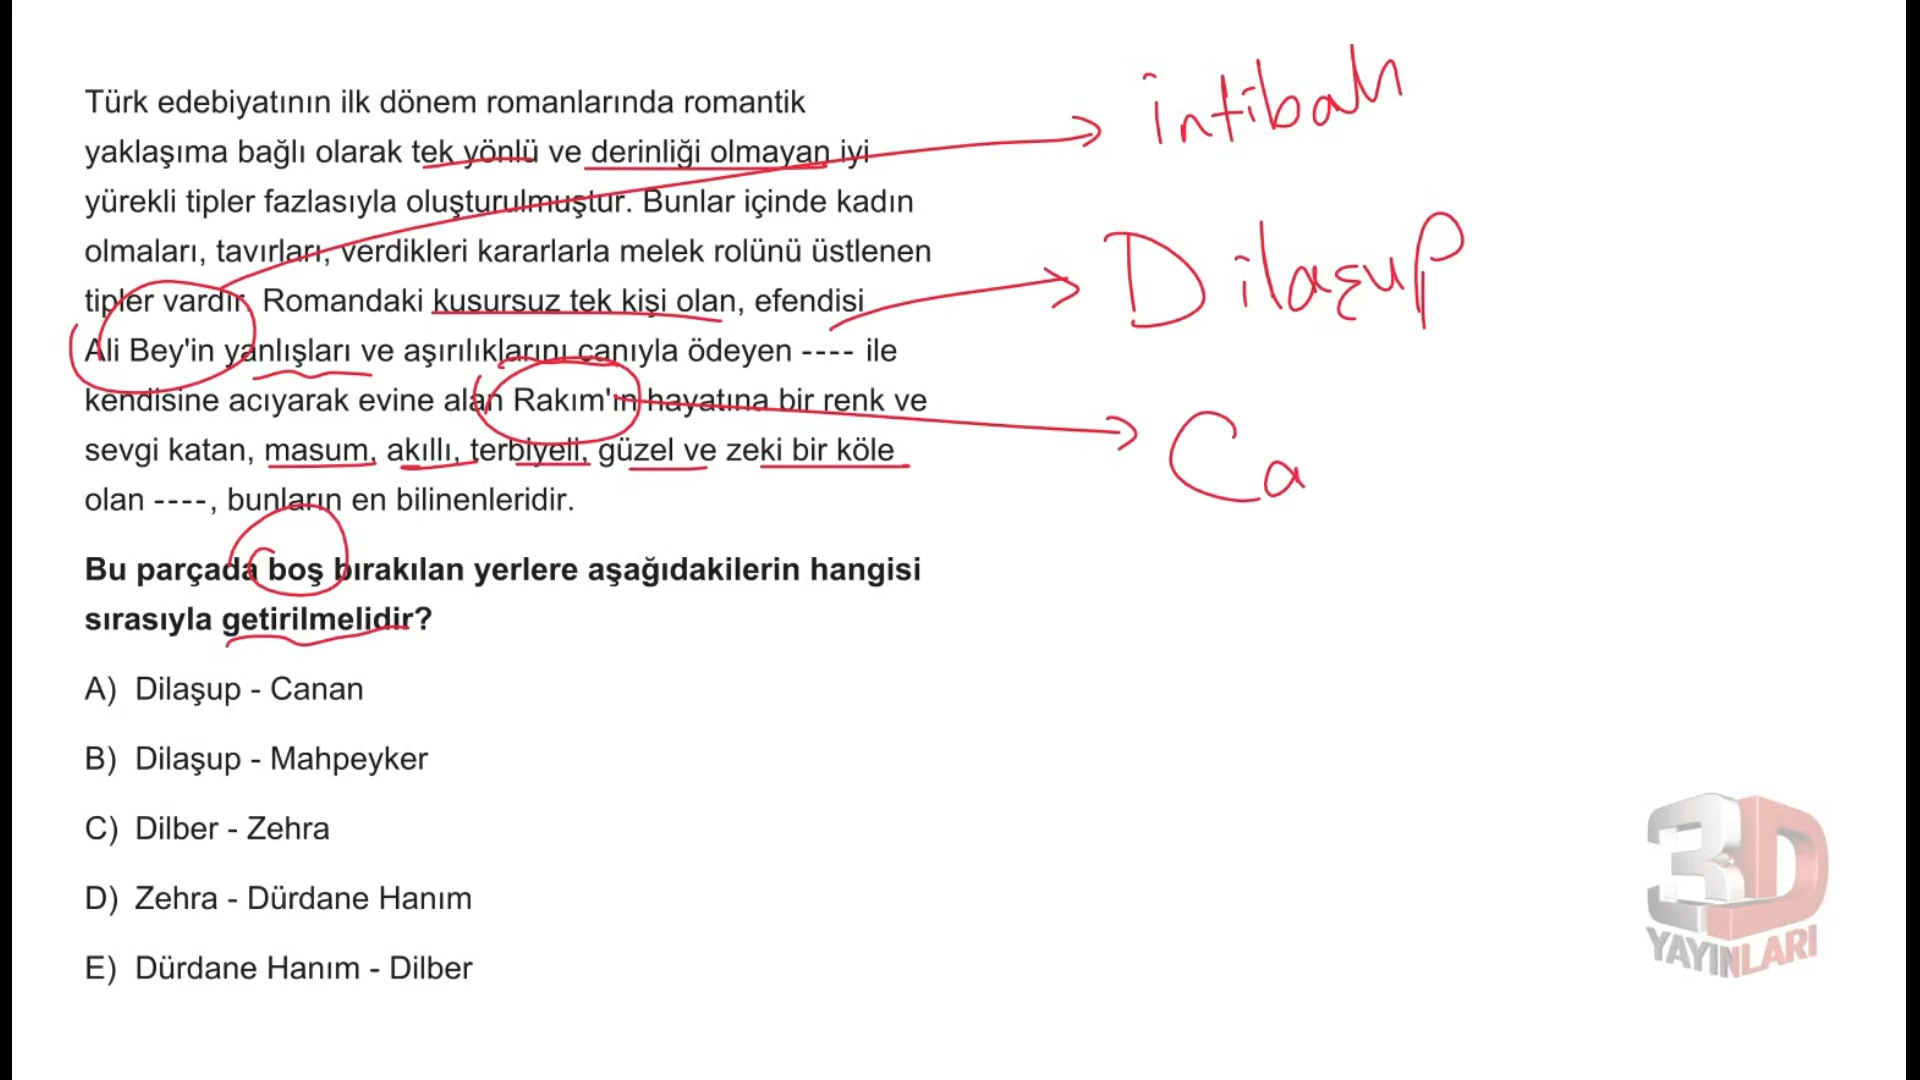 Türk edebiyatının ilk dönem romanlarında romantik
yaklaşıma bağlı olarak tek yönlü ve derinliği olmayan iyi
yürekli tipler fazlasıyla oluşturulmuştur. Bunlar içinde kadın
olmaları, tavırları, verdikleri kararlarla melek rolünü üstlenen
tipler vardır. Romandaki kusursuz tek kişi olan, efendisi
Ali Bey'in yanlışları ve aşırılıklarını canıyla ödeyen ---- ile
kendisine acıyarak evine alan Rakım'ın hayatına bir renk ve
sevgi katan, masum, akıllı, terbiyeli, güzel ve zeki bir köle
olan ----, bunların en bilinenleridir.
Bu parçada boş bırakılan yerlere aşağıdakilerin hangisi
sırasıyla getirilmelidir?
A) Dilaşup - Canan
B) Dilaşup - Mahpeyker
C) Dilber - Zehra
D) Zehra - Dürdane Hanım
E) Dürdane Hanım - Dilber
İntibah
Dilaşup
Ca
3D
YAYINLARI